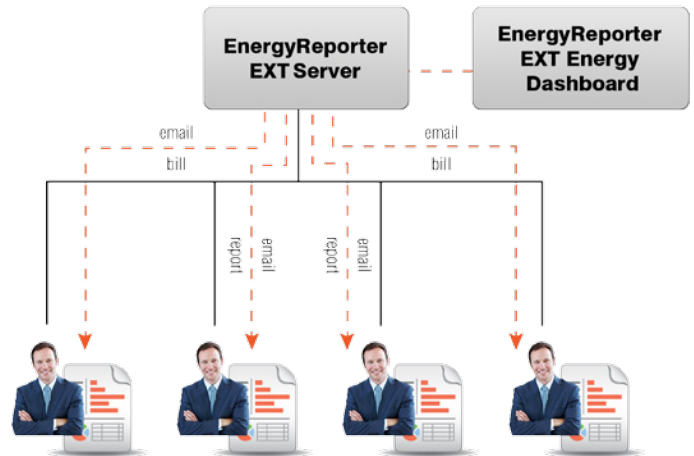 EnergyReporter
EXT Server
EnergyReporter
EXT Energy
Dashboard
email
bill
email
bill
report
email
report
email